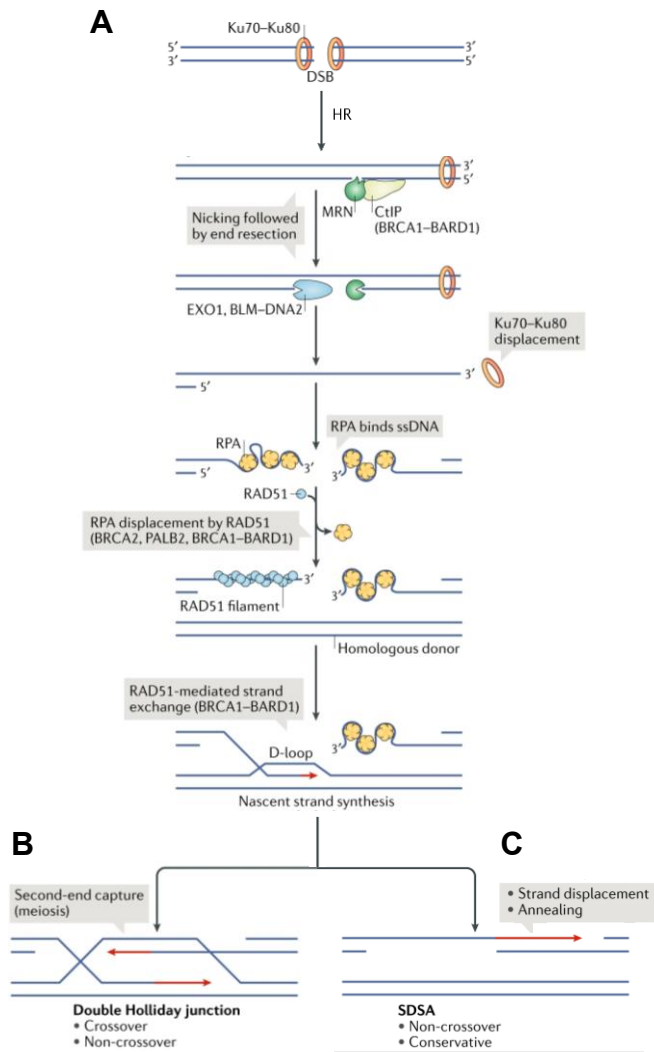 A
Ku70–Ku80
5′ 3′
3′ 5′
DSB
HR
3′
5′
MRN CtIP
(BRCA1–BARD1)
Nicking followed
by end resection
EXO1, BLM–DNA2
Ku70–Ku80
displacement
3′
5′
RPA binds ssDNA
RPA
3′
5′ 3′
RAD51
RPA displacement by RAD51
(BRCA2, PALB2, BRCA1–BARD1)
3′
3′
RAD51 filament
Homologous donor
RAD51-mediated strand
exchange (BRCA1–BARD1)
D-loop
3′
Nascent strand synthesis
B
Second-end capture
(meiosis)
Double Holliday junction
• Crossover
• Non-crossover
C
• Strand displacement
• Annealing
SDSA
• Non-crossover
• Conservative